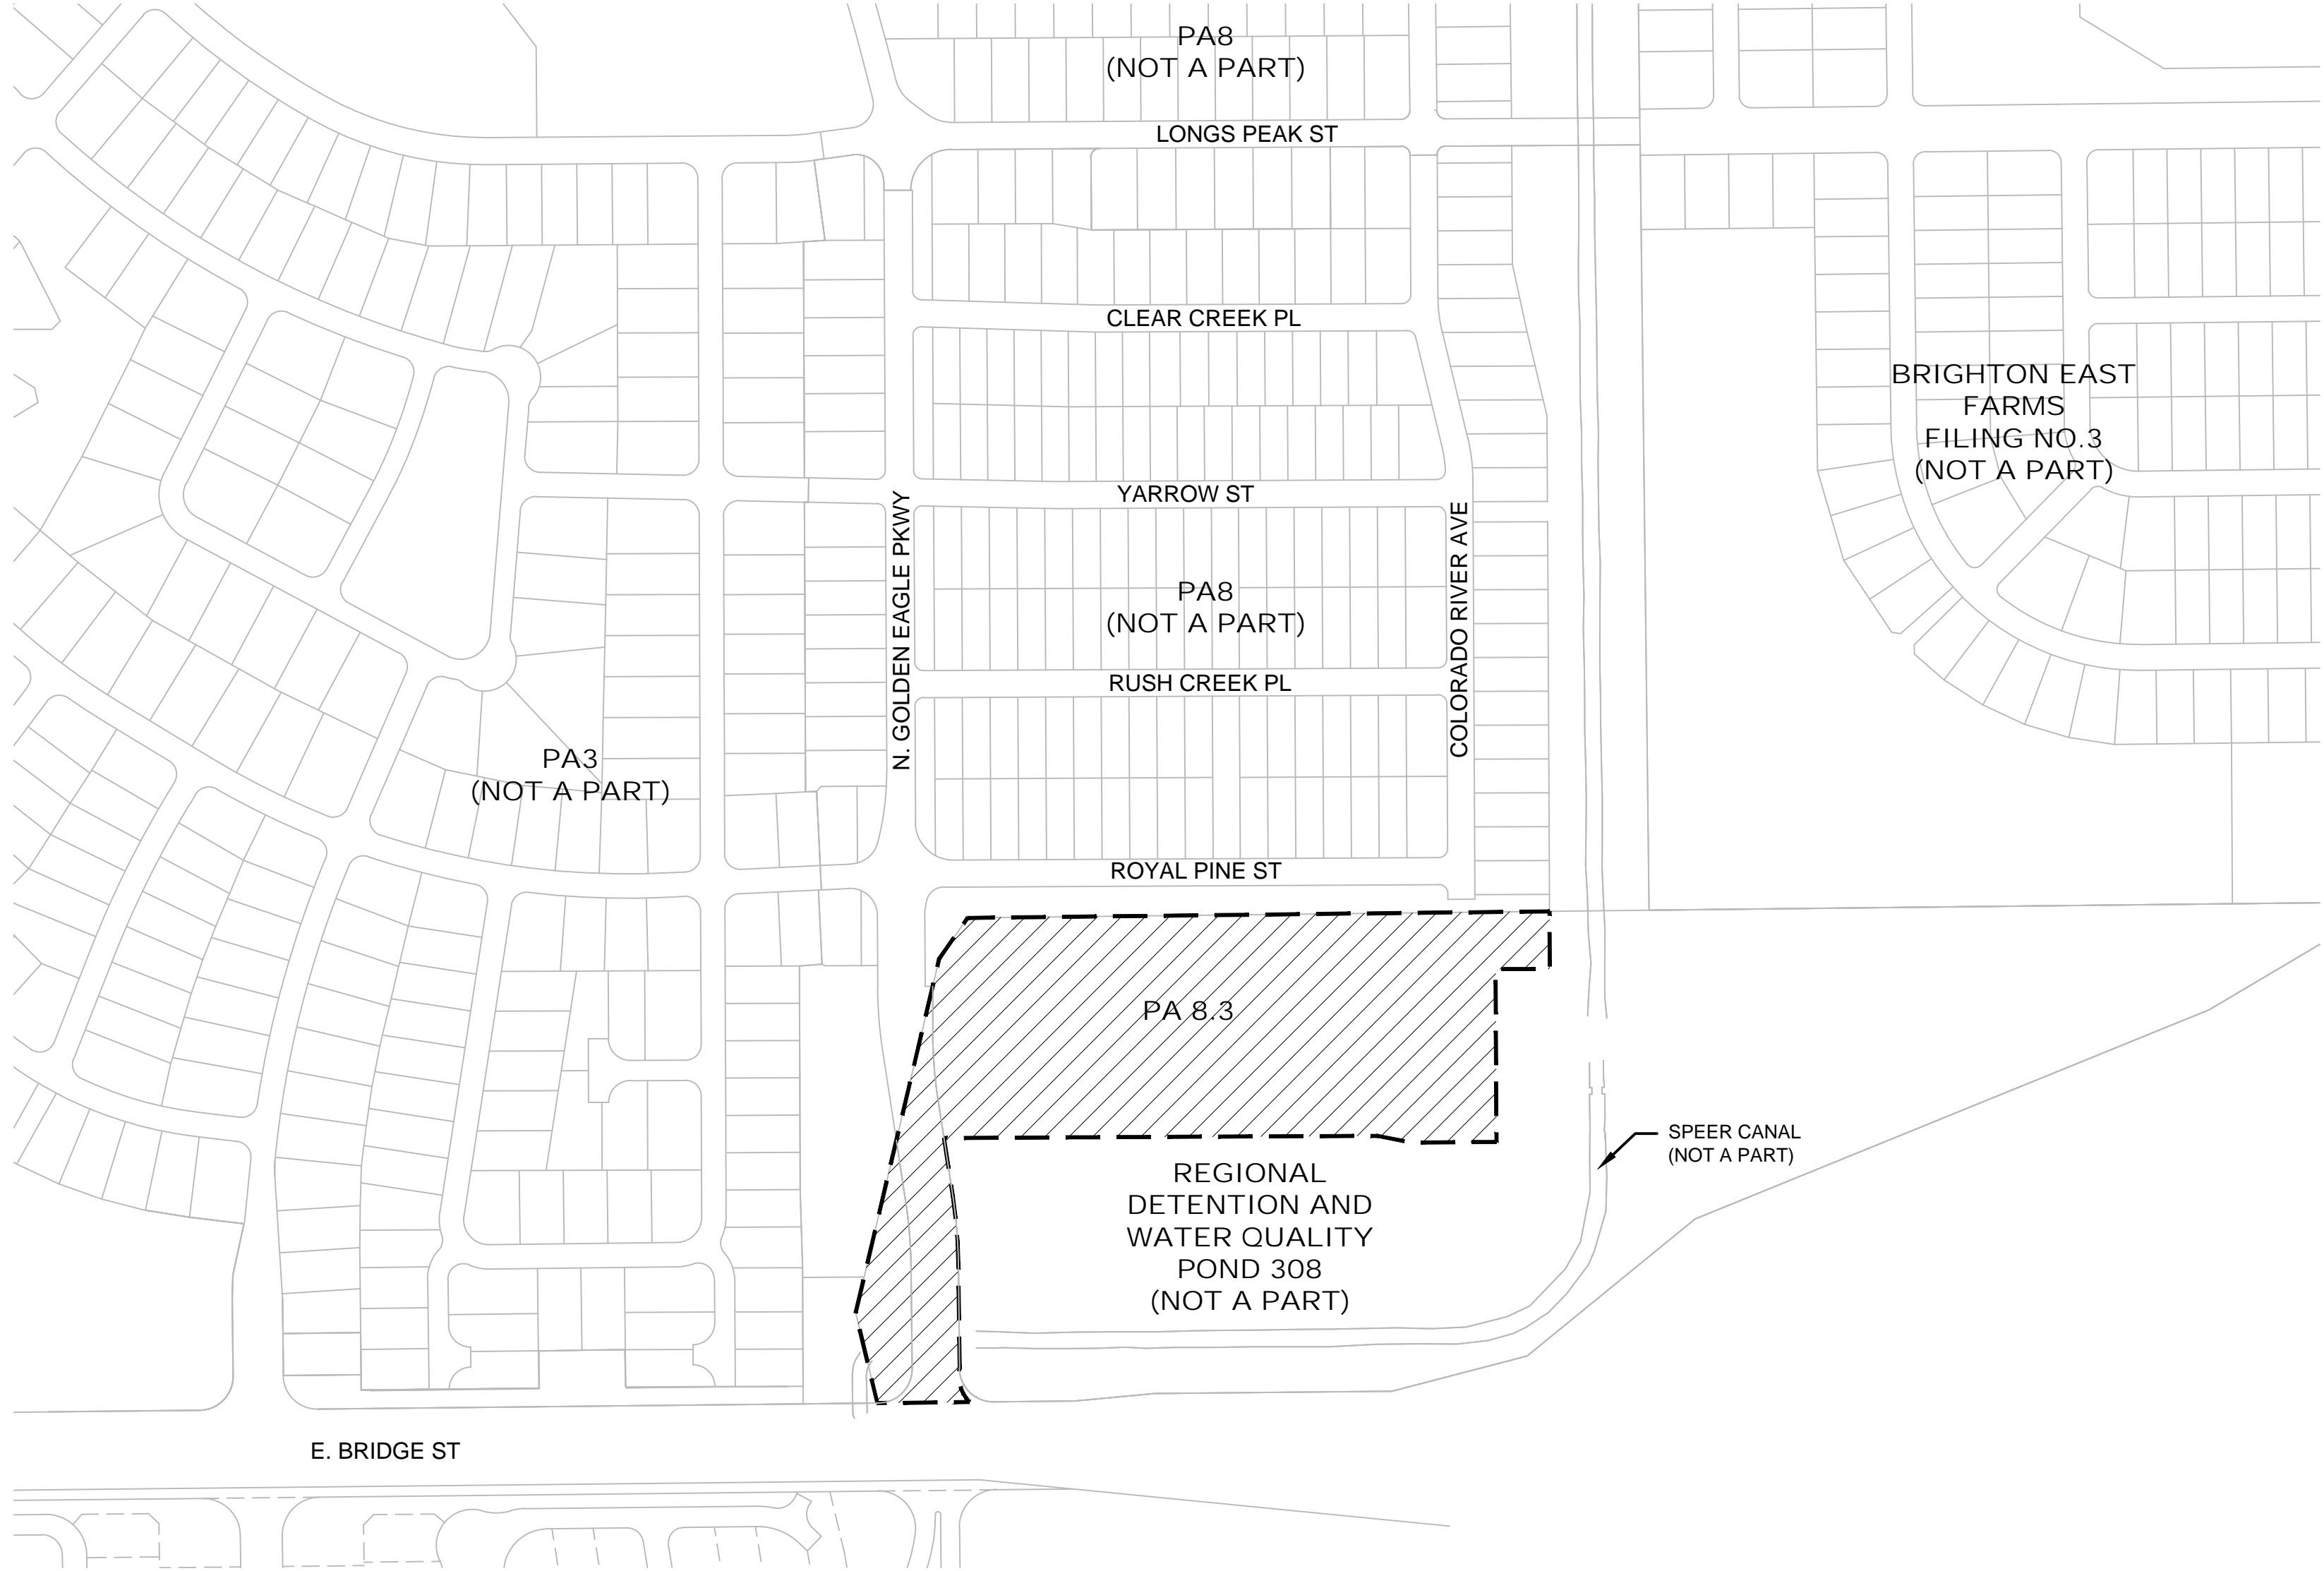 PA8
(NOT A PART)
LONGS PEAK ST
CLEAR CREEK PL
BRIGHTON EAST
FARMS
FILING NO.3
(NOT A PART)
YARROW ST
N. GOLDEN EAGLE PKWY
COLORADO RIVER AVE
PA8
(NOT A PART)
RUSH CREEK PL
PA3
(NOT A PART)
ROYAL PINE ST
PA 8.3
SPEER CANAL
(NOT A PART)
REGIONAL
DETENTION AND
WATER QUALITY
POND 308
(NOT A PART)
E. BRIDGE ST